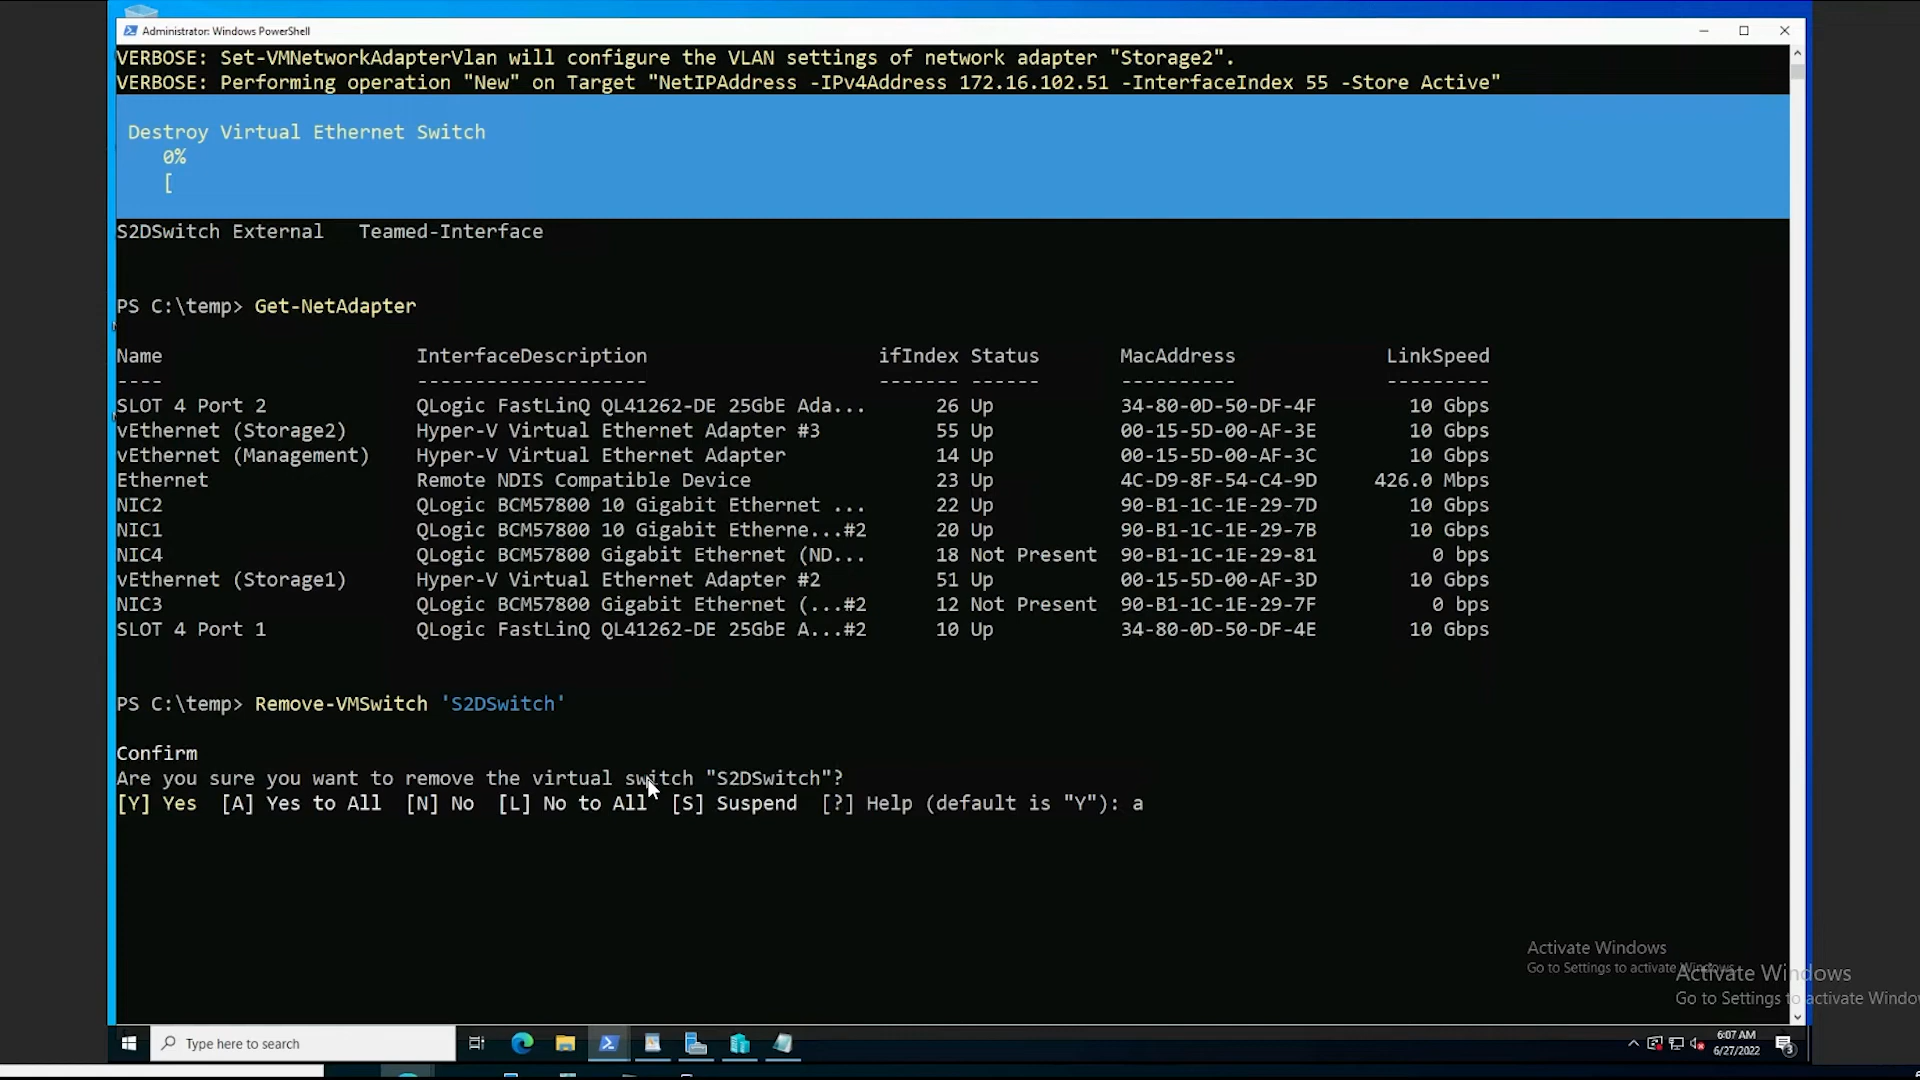 Administrator: Windows PowerShell
VERBOSE: Set-VMNetworkAdapterVlan will configure the VLAN settings of network adapter "Storage2".
VERBOSE: Performing operation "New" on Target "NetIPAddress -IPv4Address 172.16.102.51 -InterfaceIndex 55 -Store Active"
Destroy Virtual Ethernet Switch
0%
[
S2DSwitch External Teamed-Interface
PS C:\temp> Get-NetAdapter
Name InterfaceDescription ifIndex Status MacAddress LinkSpeed
---- -------------------- ------- ------ ---------- ---------
SLOT 4 Port 2 QLogic FastLinQ QL41262-DE 25GbE Ada... 26 Up 34-80-0D-50-DF-4F 10 Gbps
vEthernet (Storage2) Hyper-V Virtual Ethernet Adapter #3 55 Up 00-15-5D-00-AF-3E 10 Gbps
vEthernet (Management) Hyper-V Virtual Ethernet Adapter 14 Up 00-15-5D-00-AF-3C 10 Gbps
Ethernet Remote NDIS Compatible Device 23 Up 4C-D9-8F-54-C4-9D 426.0 Mbps
NIC2 QLogic BCM57800 10 Gigabit Ethernet ... 22 Up 90-B1-1C-1E-29-7D 10 Gbps
NIC1 QLogic BCM57800 10 Gigabit Etherne...#2 20 Up 90-B1-1C-1E-29-7B 10 Gbps
NIC4 QLogic BCM57800 Gigabit Ethernet (ND... 18 Not Present 90-B1-1C-1E-29-81 0 bps
vEthernet (Storage1) Hyper-V Virtual Ethernet Adapter #2 51 Up 00-15-5D-00-AF-3D 10 Gbps
NIC3 QLogic BCM57800 Gigabit Ethernet (...#2 12 Not Present 90-B1-1C-1E-29-7F 0 bps
SLOT 4 Port 1 QLogic FastLinQ QL41262-DE 25GbE A...#2 10 Up 34-80-0D-50-DF-4E 10 Gbps
PS C:\temp> Remove-VMSwitch 'S2DSwitch'
Confirm
Are you sure you want to remove the virtual switch "S2DSwitch"?
[Y] Yes [A] Yes to All [N] No [L] No to All [S] Suspend [?] Help (default is "Y"): a
Activate Windows
Go to Settings to activate Windows.
Activate Windows
Go to Settings to activate Windo
Type here to search
6:07 AM
6/27/2022
3